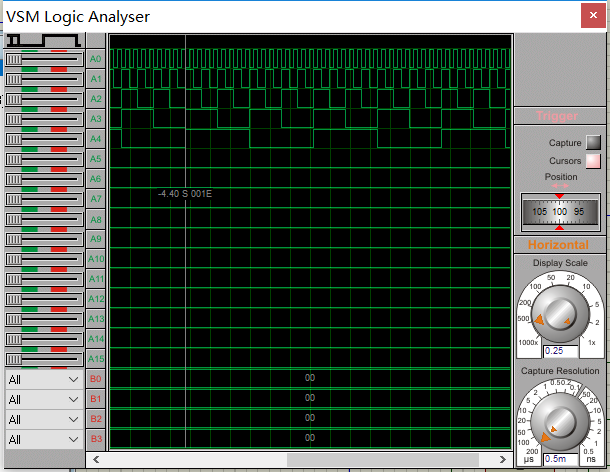 VSM Logic Analyser
A0
A1
A2
A3
A4
A5
A6
A7
A8
A9
A10
A11
A12
A13
A14
A15
B0
B1
B2
B3
-4.40 S 001E
00
00
00
00
All
All
All
All
Trigger
Capture
Cursors
Position
105 100 95
Horizontal
Display Scale
50 20
100 10
200 5
500 2
1000x 1x
0.25
Capture Resolution
1 0.5 0.2 0.1
2 50
5 20
10 10
20 5
50 2
100 1
200 0.5
µs ns
0.5m